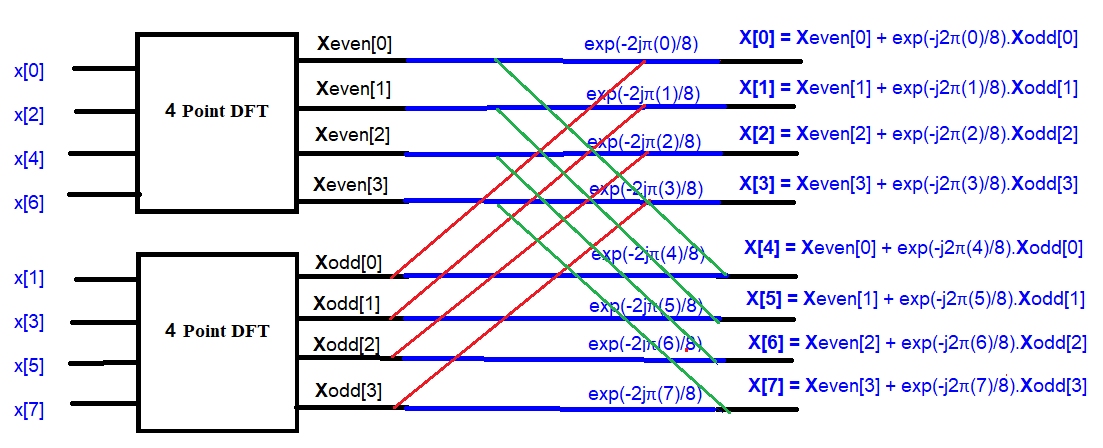 Xeven[0] exp(-2jπ(0)/8) X[0] = Xeven[0] + exp(-j2π(0)/8).Xodd[0]
x[0]
Xeven[1] exp(-2jπ(1)/8) X[1] = Xeven[1] + exp(-j2π(1)/8).Xodd[1]
x[2] 4 Point DFT
Xeven[2] exp(-2jπ(2)/8) X[2] = Xeven[2] + exp(-j2π(2)/8).Xodd[2]
x[4]
Xeven[3] exp(-2jπ(3)/8) X[3] = Xeven[3] + exp(-j2π(3)/8).Xodd[3]
x[6]
exp(-2jπ(4)/8) X[4] = Xeven[0] + exp(-j2π(4)/8).Xodd[0]
x[1] Xodd[0]
Xodd[1] exp(-2jπ(5)/8) X[5] = Xeven[1] + exp(-j2π(5)/8).Xodd[1]
x[3] 4 Point DFT
Xodd[2] exp(-2jπ(6)/8) X[6] = Xeven[2] + exp(-j2π(6)/8).Xodd[2]
x[5]
Xodd[3] exp(-2jπ(7)/8) X[7] = Xeven[3] + exp(-j2π(7)/8).Xodd[3]
x[7]